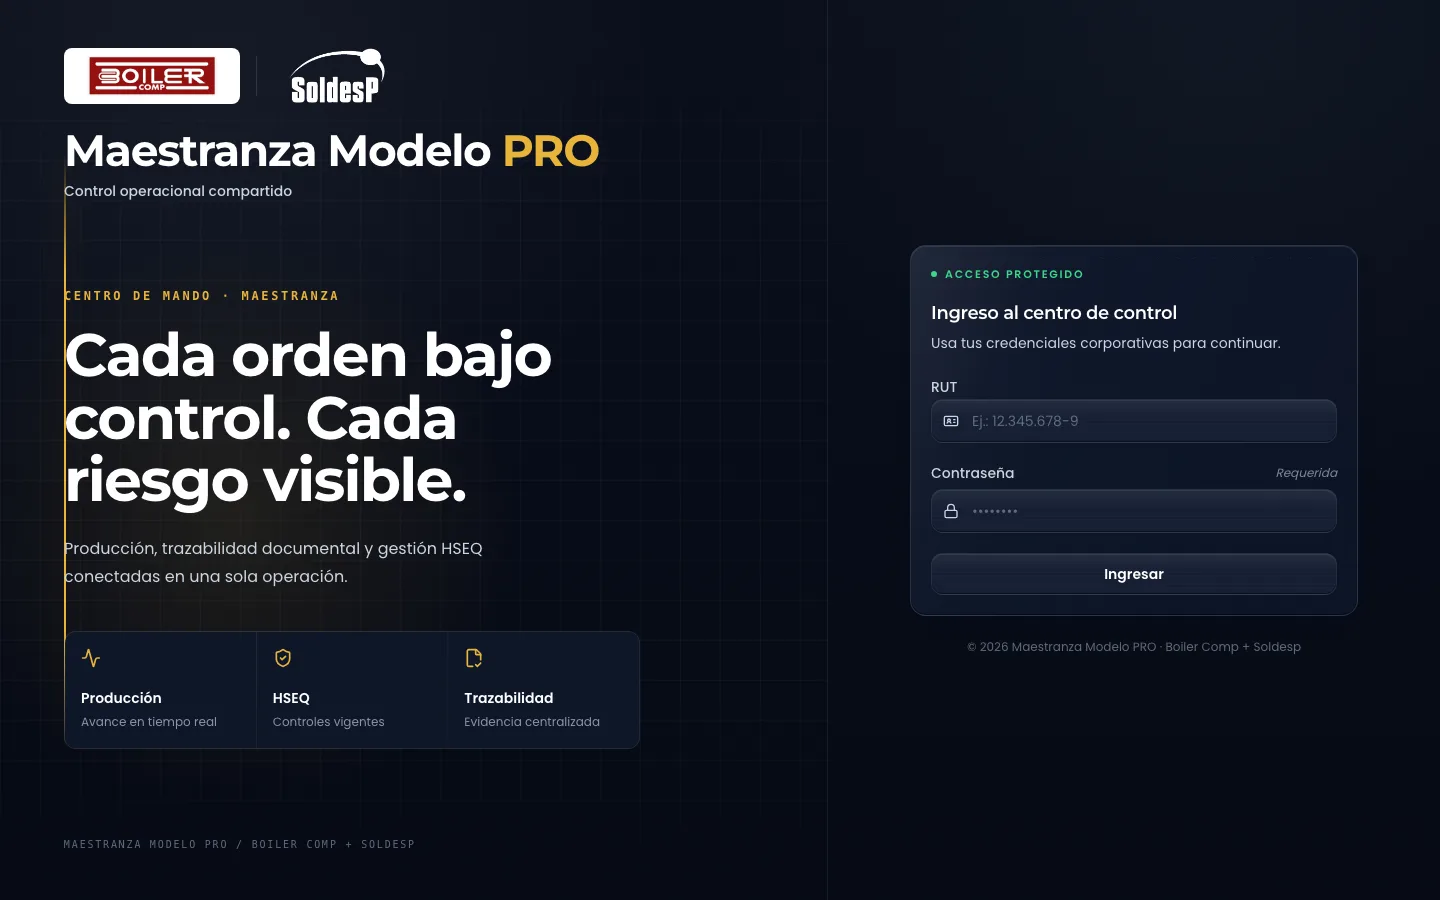 BOILER
COMP
SoldesP
Maestranza Modelo PRO
Control operacional compartido
CENTRO DE MANDO · MAESTRANZA
Cada orden bajo
control. Cada
riesgo visible.
Producción, trazabilidad documental y gestión HSEQ
conectadas en una sola operación.
Producción
Avance en tiempo real
HSEQ
Controles vigentes
Trazabilidad
Evidencia centralizada
MAESTRANZA MODELO PRO / BOILER COMP + SOLDESP
ACCESO PROTEGIDO
Ingreso al centro de control
Usa tus credenciales corporativas para continuar.
RUT
Ej.: 12.345.678-9
Contraseña Requerida
••••••••
Ingresar
© 2026 Maestranza Modelo PRO · Boiler Comp + Soldesp